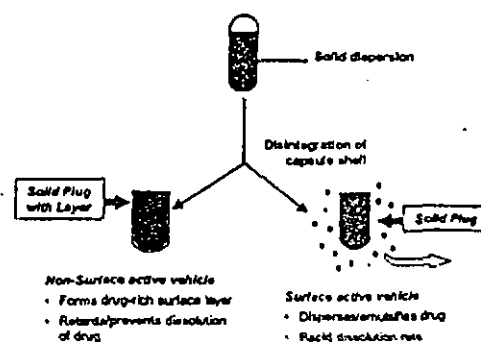 Solid dispersion
Disintegration of
capsule shell
Solid Plug
with Layer
Solid Plug
Non-Surface active vehicle
• Forms drug-rich surface layer
• Retards/prevents dissolution
of drug
Surface active vehicle
• Disperses/emulsifies drug
• Rapid dissolution rate